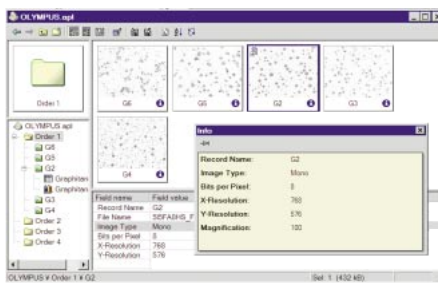 OLYMPUS.apl
Order 1
G6
G5
G2
G3
G4
OLYMPUS.apl
Order 1
G6
G5
G2
Graphitan
Graphitan
G3
G4
Order 2
Order 3
Order 4
Field name Field value
Record Name G2
File Name
Image Type Mono
Bits per Pixel 8
X-Resolution 768
Y-Resolution 576
Info
Record Name: G2
Image Type: Mono
Bits per Pixel: 8
X-Resolution: 768
Y-Resolution: 576
Magnification: 100
OLYMPUS ¥ Order 1 ¥ G2
Set: 1 (432 kB)